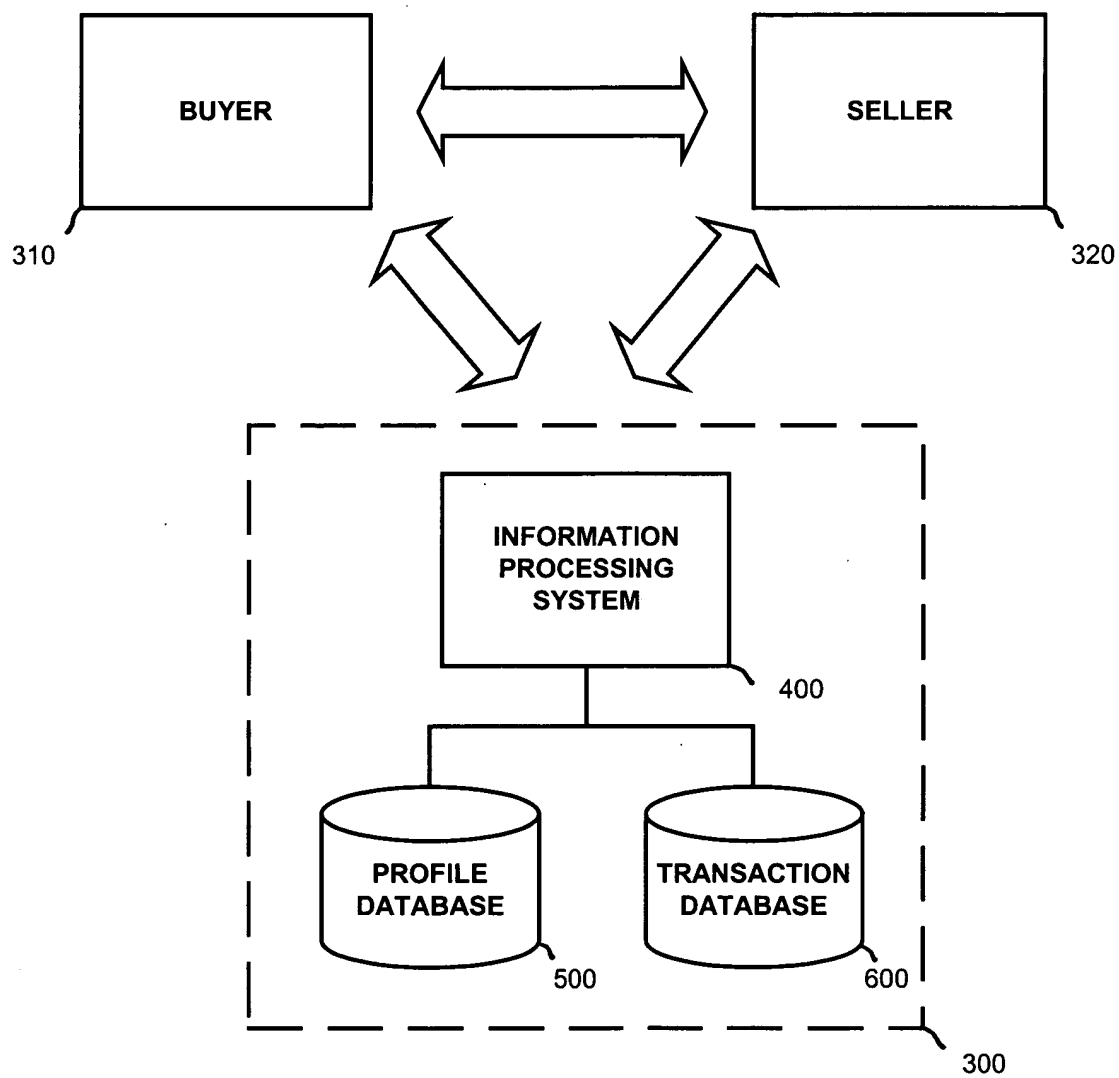 BUYER
SELLER
310
320
INFORMATION
PROCESSING
SYSTEM
400
PROFILE
DATABASE
TRANSACTION
DATABASE
500
600
300